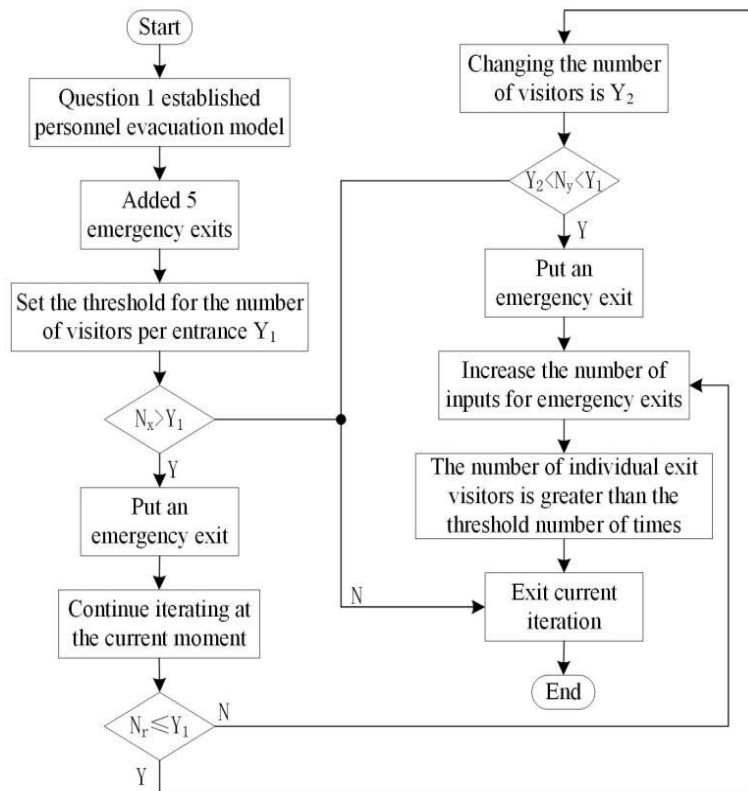 Start
Question 1 established
personnel evacuation model
Added 5
emergency exits
Set the threshold for the number
of visitors per entrance Y₁
Nₓ>Y₁
Y
Put an
emergency exit
Continue iterating at
the current moment
Nᵣ≤Y₁
N
Y
Changing the number
of visitors is Y₂
Y₂<Nᵧ<Y₁
Y
Put an
emergency exit
Increase the number of
inputs for emergency exits
The number of individual exit
visitors is greater than the
threshold number of times
N
Exit current
iteration
End